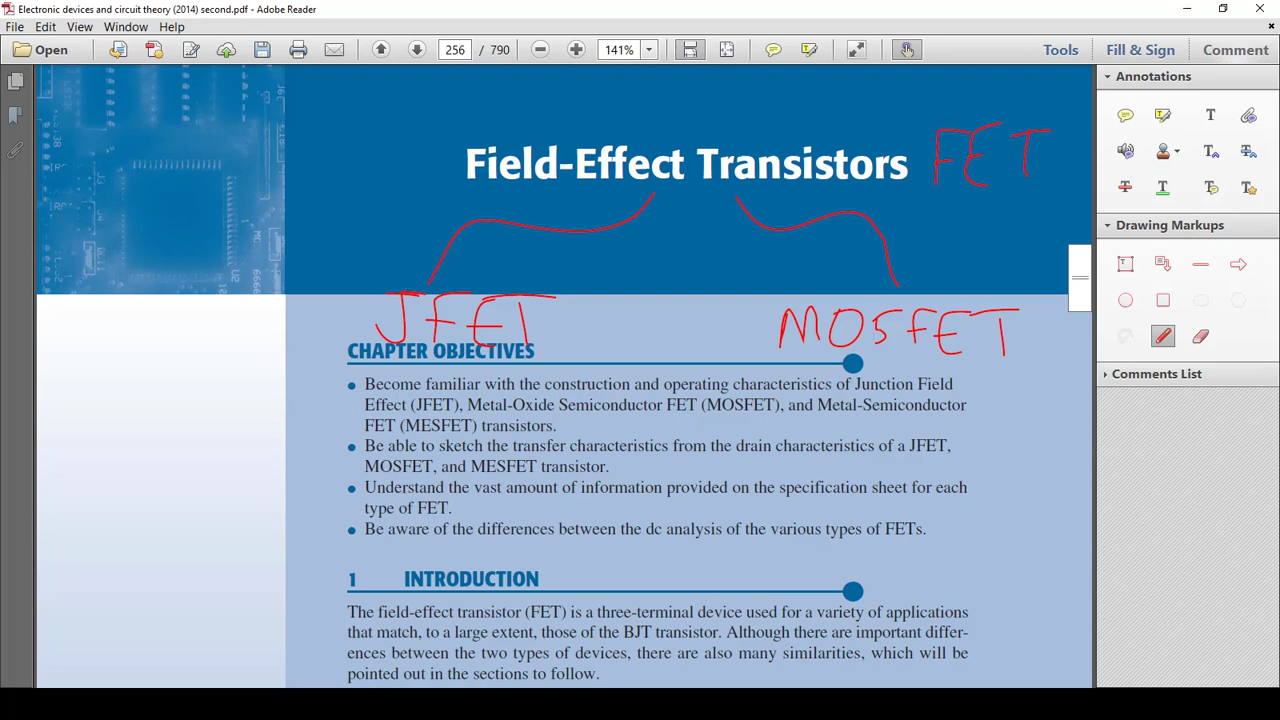 Electronic devices and circuit theory (2014) second.pdf - Adobe Reader
File Edit View Window Help
Open 256 / 790 141% Tools Fill & Sign Comment
Annotations
Field-Effect Transistors FET
Drawing Markups
JFET MOSFET
CHAPTER OBJECTIVES
Comments List
● Become familiar with the construction and operating characteristics of Junction Field
Effect (JFET), Metal-Oxide Semiconductor FET (MOSFET), and Metal-Semiconductor
FET (MESFET) transistors.
● Be able to sketch the transfer characteristics from the drain characteristics of a JFET,
MOSFET, and MESFET transistor.
● Understand the vast amount of information provided on the specification sheet for each
type of FET.
● Be aware of the differences between the dc analysis of the various types of FETs.
1 INTRODUCTION
The field-effect transistor (FET) is a three-terminal device used for a variety of applications
that match, to a large extent, those of the BJT transistor. Although there are important differ-
ences between the two types of devices, there are also many similarities, which will be
pointed out in the sections to follow.